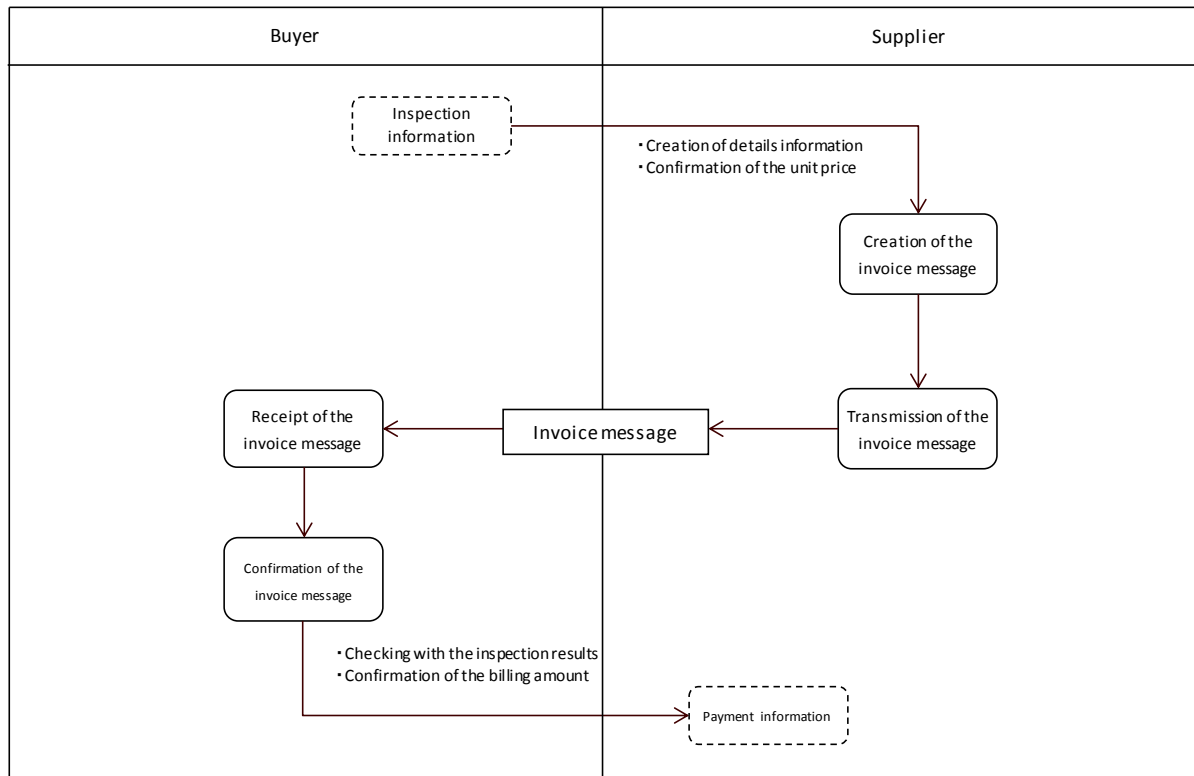 Buyer
Supplier
Inspection
information
・Creation of details information
・Confirmation of the unit price
Creation of the
invoice message
Receipt of the
invoice message
Invoice message
Transmission of the
invoice message
Confirmation of the
invoice message
・Checking with the inspection results
・Confirmation of the billing amount
Payment information